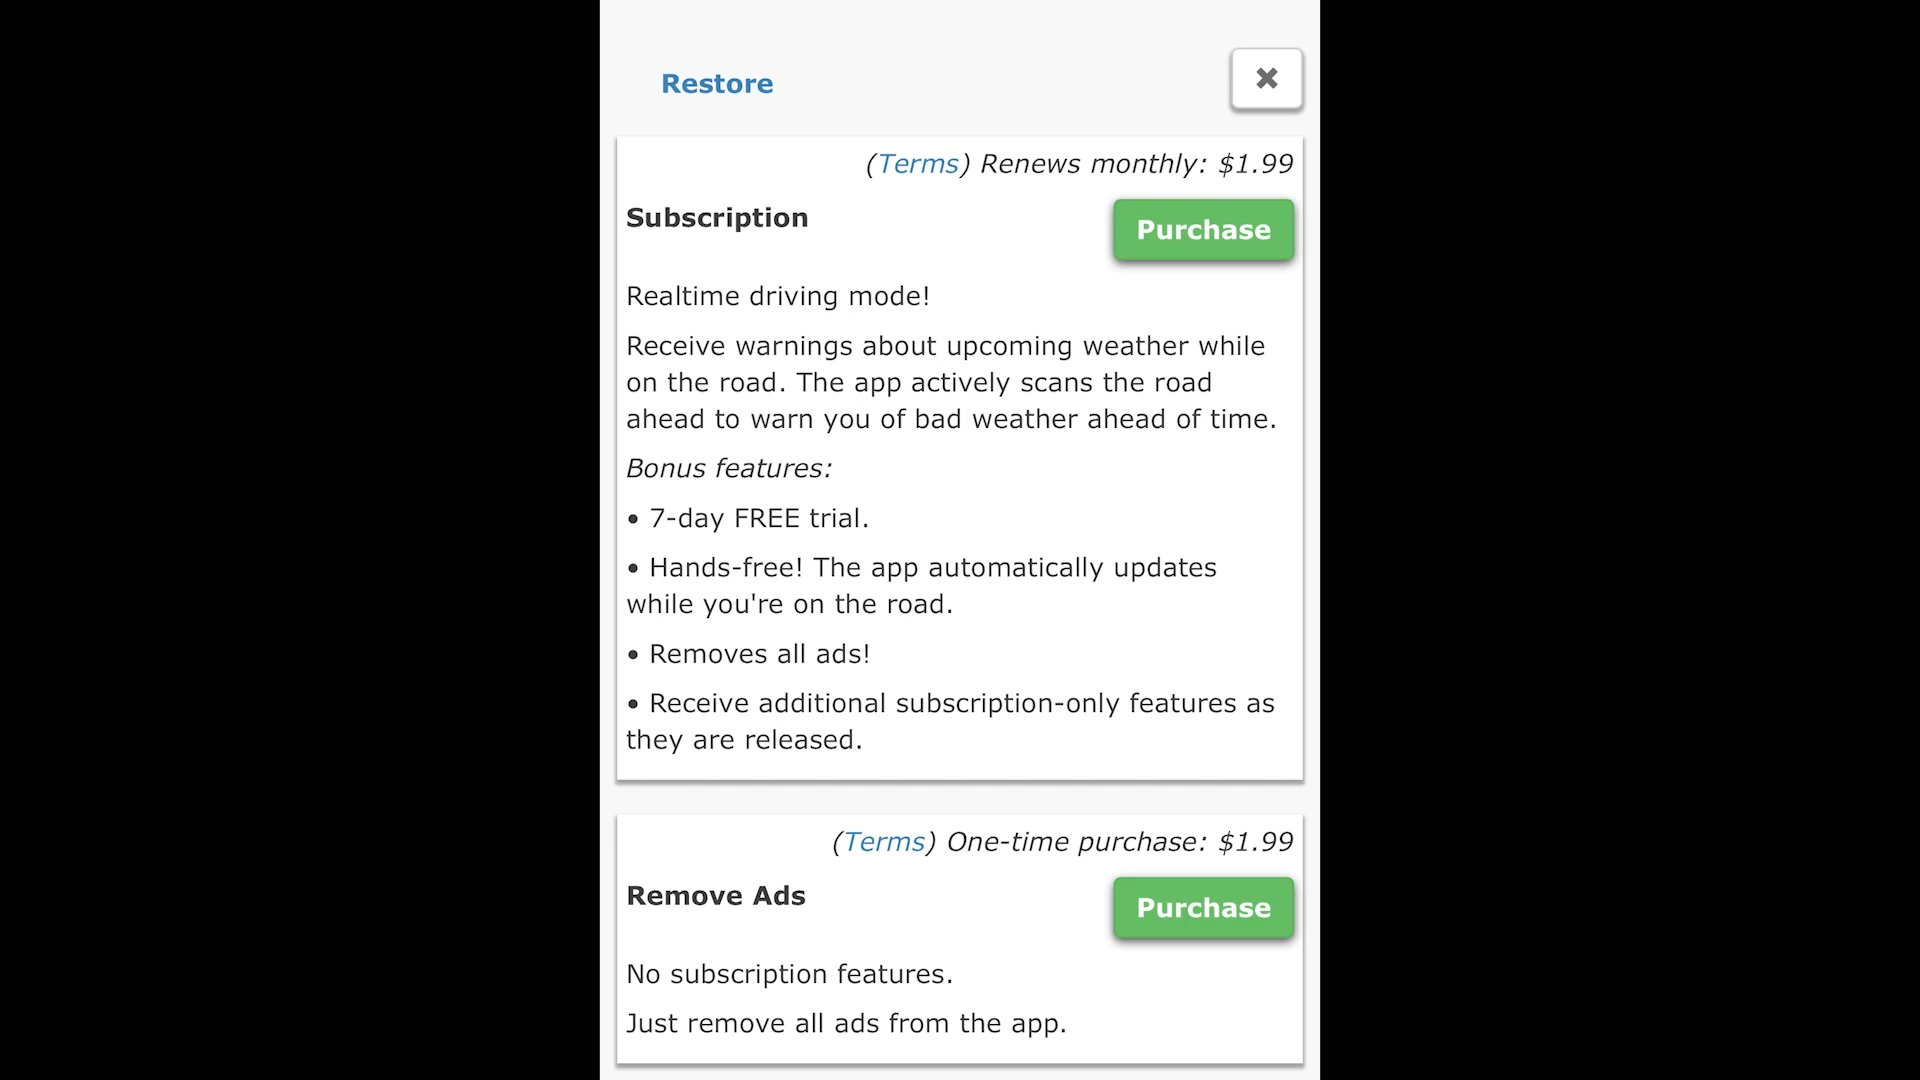 Restore
(Terms) Renews monthly: $1.99
Subscription
Purchase
Realtime driving mode!
Receive warnings about upcoming weather while
on the road. The app actively scans the road
ahead to warn you of bad weather ahead of time.
Bonus features:
• 7-day FREE trial.
• Hands-free! The app automatically updates
while you're on the road.
• Removes all ads!
• Receive additional subscription-only features as
they are released.
(Terms) One-time purchase: $1.99
Remove Ads
Purchase
No subscription features.
Just remove all ads from the app.